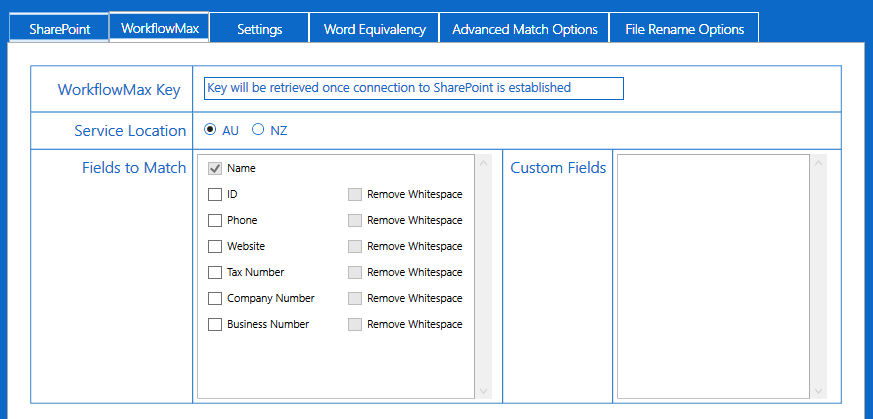 SharePoint WorkflowMax Settings Word Equivalency Advanced Match Options File Rename Options
WorkflowMax Key Key will be retrieved once connection to SharePoint is established
Service Location AU NZ
Fields to Match Name Custom Fields
ID Remove Whitespace
Phone Remove Whitespace
Website Remove Whitespace
Tax Number Remove Whitespace
Company Number Remove Whitespace
Business Number Remove Whitespace